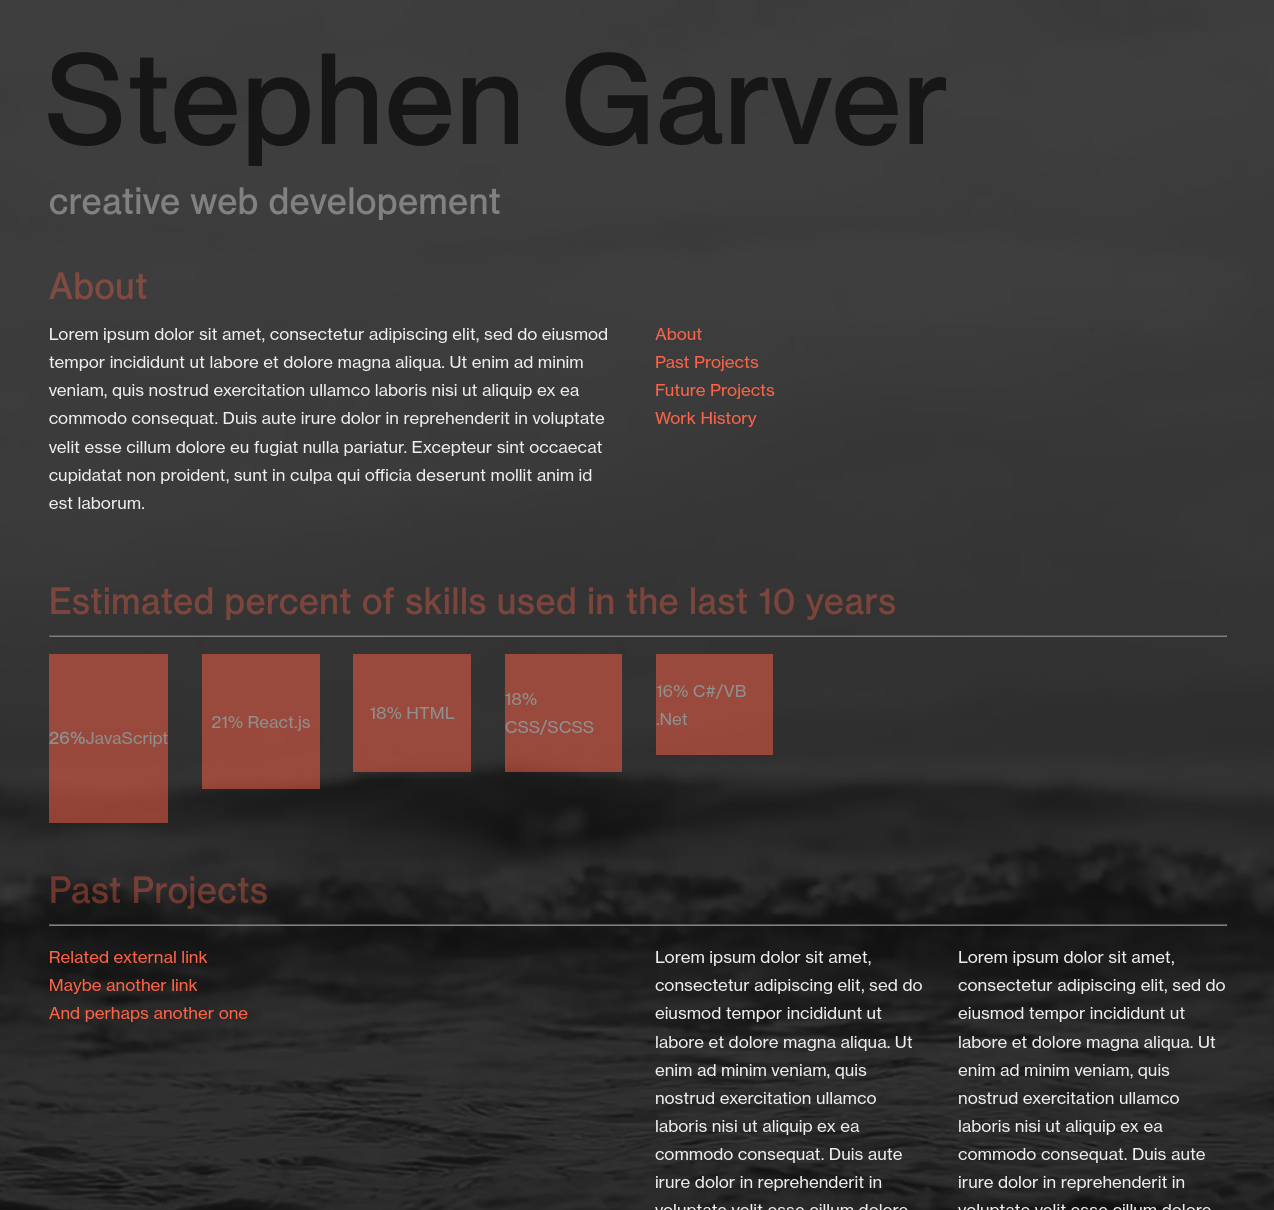 Stephen Garver
creative web developement
About
Lorem ipsum dolor sit amet, consectetur adipiscing elit, sed do eiusmod
tempor incididunt ut labore et dolore magna aliqua. Ut enim ad minim
veniam, quis nostrud exercitation ullamco laboris nisi ut aliquip ex ea
commodo consequat. Duis aute irure dolor in reprehenderit in voluptate
velit esse cillum dolore eu fugiat nulla pariatur. Excepteur sint occaecat
cupidatat non proident, sunt in culpa qui officia deserunt mollit anim id
est laborum.
About
Past Projects
Future Projects
Work History
Estimated percent of skills used in the last 10 years
26%JavaScript
21% React.js
18% HTML
18%
CSS/SCSS
16% C#/VB
.Net
Past Projects
Related external link
Maybe another link
And perhaps another one
Lorem ipsum dolor sit amet,
consectetur adipiscing elit, sed do
eiusmod tempor incididunt ut
labore et dolore magna aliqua. Ut
enim ad minim veniam, quis
nostrud exercitation ullamco
laboris nisi ut aliquip ex ea
commodo consequat. Duis aute
irure dolor in reprehenderit in
voluptate velit esse cillum dolore
Lorem ipsum dolor sit amet,
consectetur adipiscing elit, sed do
eiusmod tempor incididunt ut
labore et dolore magna aliqua. Ut
enim ad minim veniam, quis
nostrud exercitation ullamco
laboris nisi ut aliquip ex ea
commodo consequat. Duis aute
irure dolor in reprehenderit in
voluptate velit esse cillum dolore